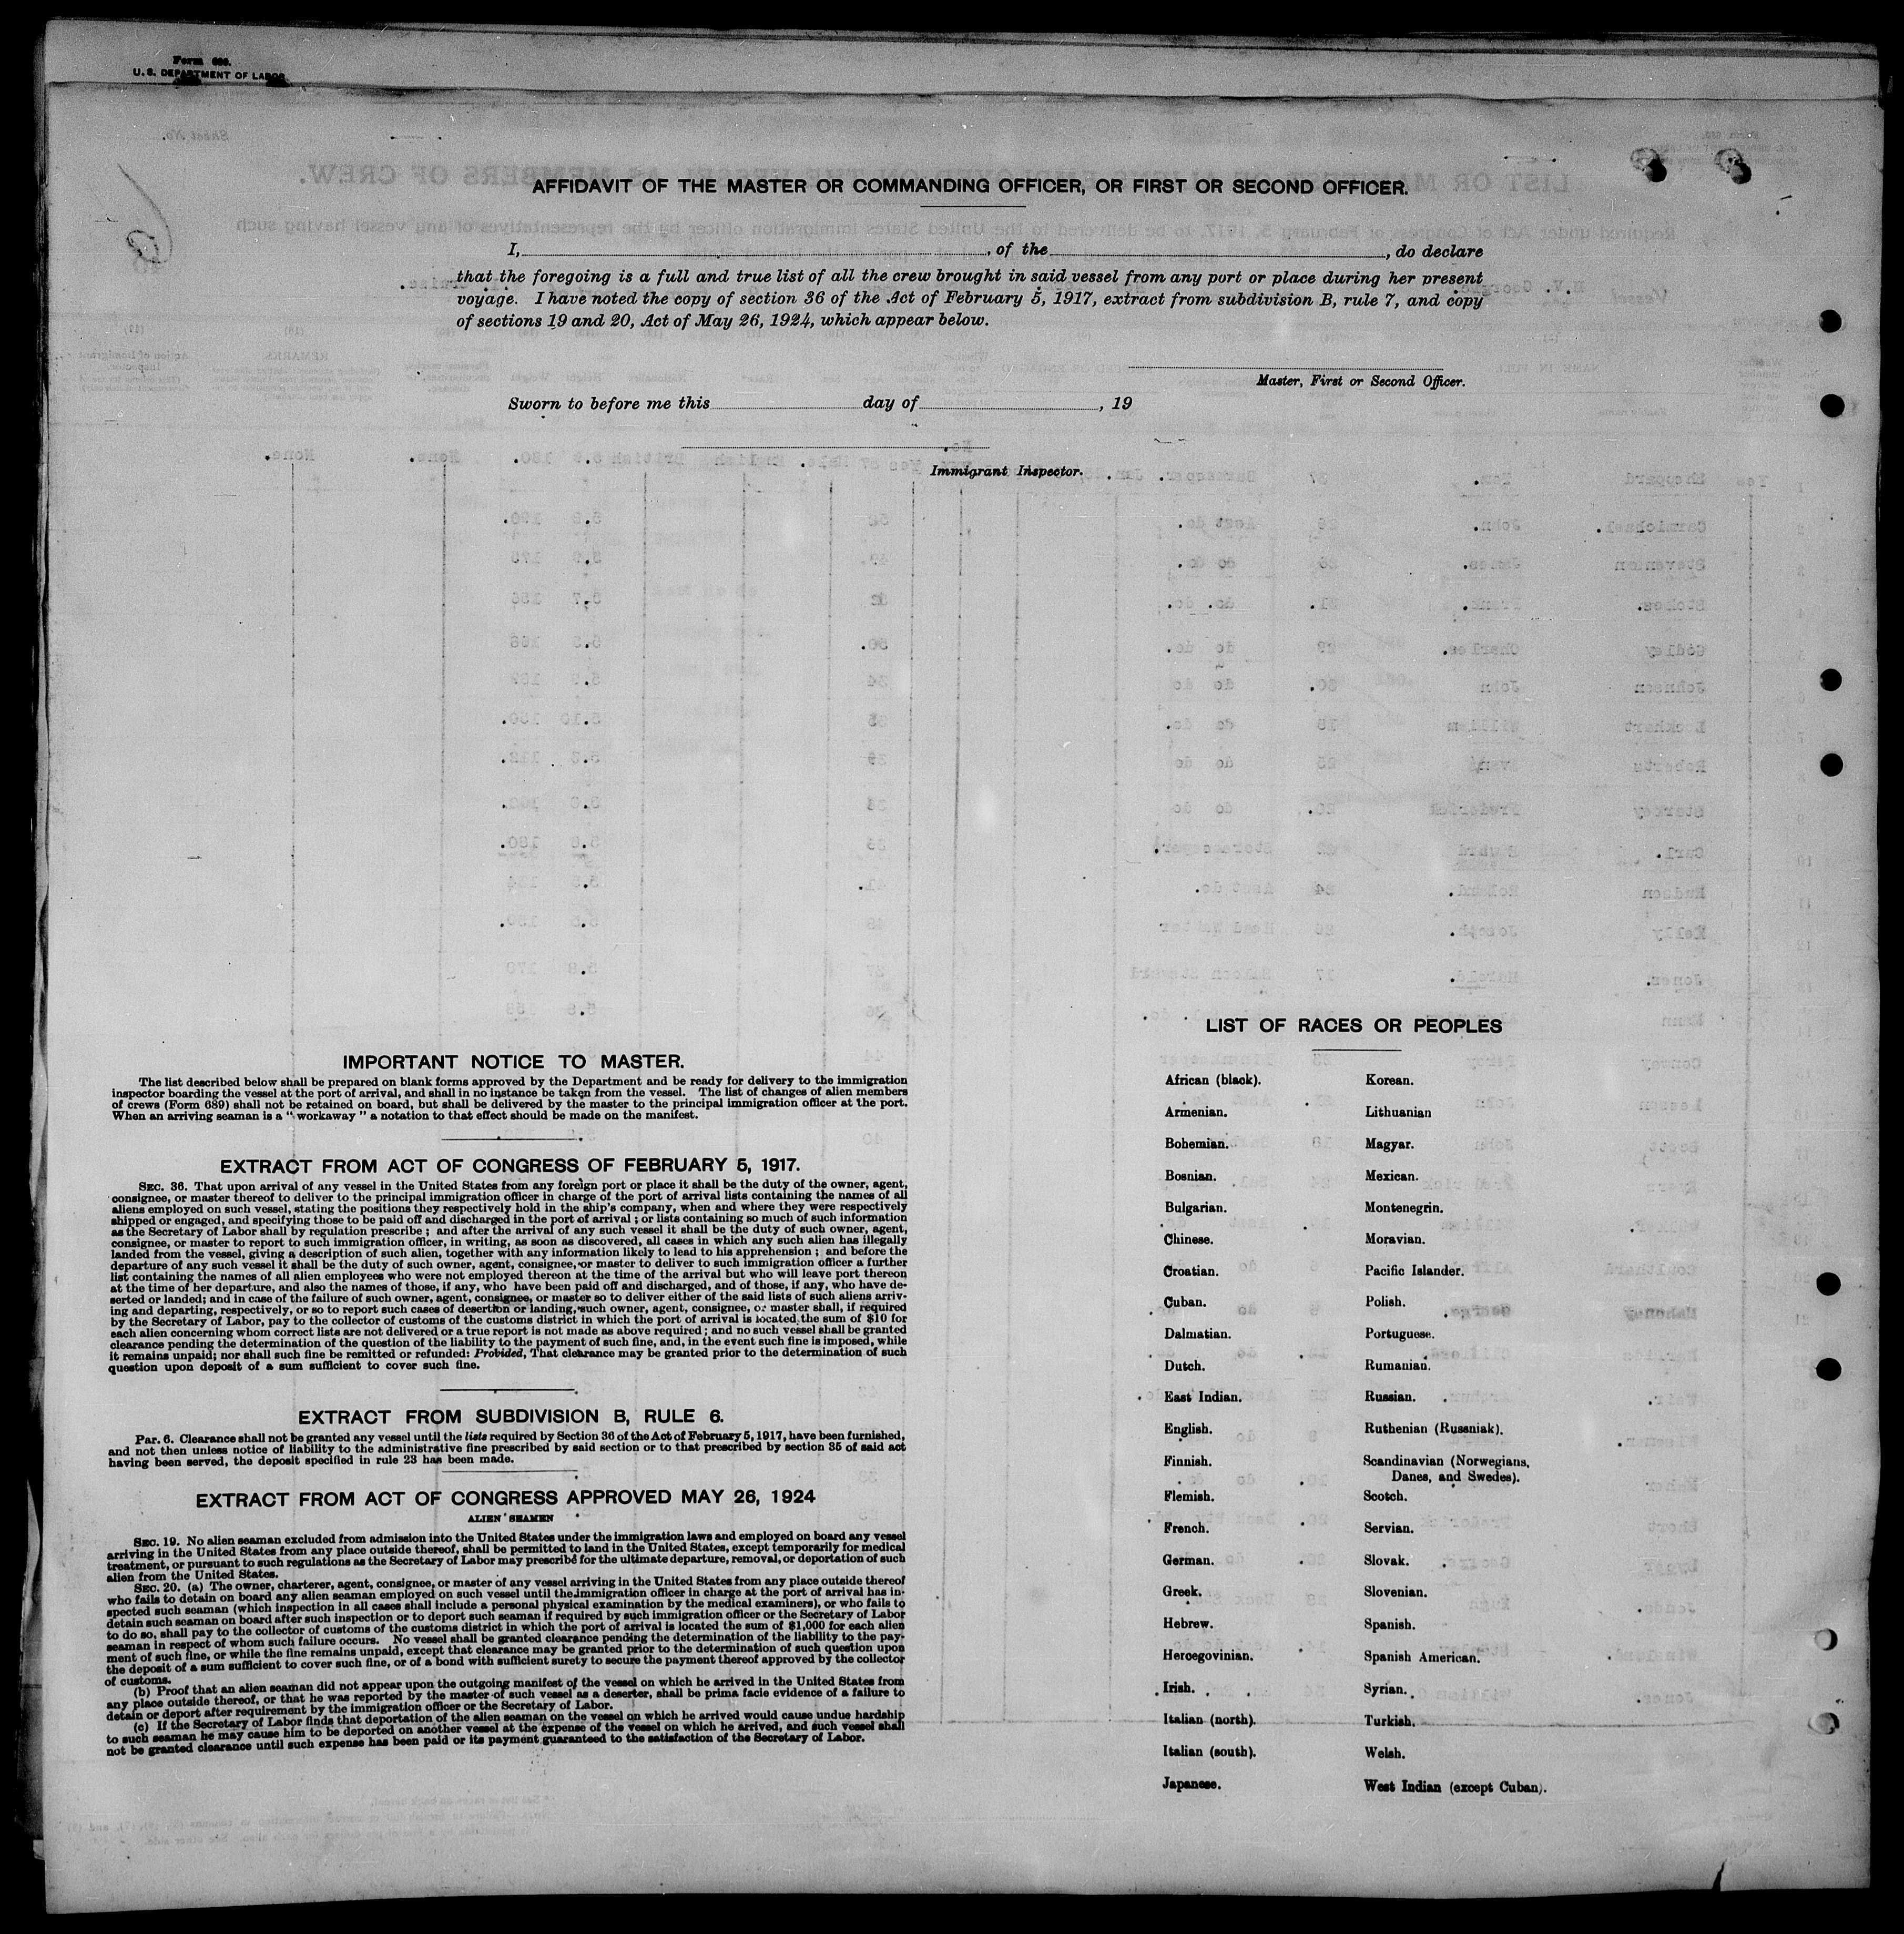 Form 680.
U. S. DEPARTMENT OF LABOR
AFFIDAVIT OF THE MASTER OR COMMANDING OFFICER, OR FIRST OR SECOND OFFICER.
I, , of the , do declare
that the foregoing is a full and true list of all the crew brought in said vessel from any port or place during her present
voyage. I have noted the copy of section 36 of the Act of February 5, 1917, extract from subdivision B, rule 7, and copy
of sections 19 and 20, Act of May 26, 1924, which appear below.
Master, First or Second Officer.
Sworn to before me this day of , 19
Immigrant Inspector.
IMPORTANT NOTICE TO MASTER.
The list described below shall be prepared on blank forms approved by the Department and be ready for delivery to the immigration
inspector boarding the vessel at the port of arrival, and shall in no instance be taken from the vessel. The list of changes of alien members
of crews (Form 689) shall not be retained on board, but shall be delivered by the master to the principal immigration officer at the port.
When an arriving seaman is a "workaway" a notation to that effect should be made on the manifest.
EXTRACT FROM ACT OF CONGRESS OF FEBRUARY 5, 1917.
SEC. 36. That upon arrival of any vessel in the United States from any foreign port or place it shall be the duty of the owner, agent,
consignee, or master thereof to deliver to the principal immigration officer in charge of the port of arrival lists containing the names of all
aliens employed on such vessel, stating the positions they respectively hold in the ship's company, when and where they were respectively
shipped or engaged, and specifying those to be paid off and discharged in the port of arrival; or lists containing so much of such information
as the Secretary of Labor shall by regulation prescribe; and after the arrival of any such vessel it shall be the duty of such owner, agent,
consignee, or master to report to such immigration officer, in writing, as soon as discovered, all cases in which any such alien has illegally
landed from the vessel, giving a description of such alien, together with any information likely to lead to his apprehension; and before the
departure of any such vessel it shall be the duty of such owner, agent, consignee, or master to deliver to such immigration officer a further
list containing the names of all alien employees who were not employed thereon at the time of the arrival but who will leave port thereon
at the time of her departure, and also the names of those, if any, who have been paid off and discharged, and of those, if any, who have de-
serted or landed; and in case of the failure of such owner, agent, consignee, or master so to deliver either of the said lists of such aliens arriv-
ing and departing, respectively, or so to report such cases of desertion or landing, such owner, agent, consignee, or master shall, if required
by the Secretary of Labor, pay to the collector of customs of the customs district in which the port of arrival is located the sum of $10 for
each alien concerning whom correct lists are not delivered or a true report is not made as above required; and no such vessel shall be granted
clearance pending the determination of the question of the liability to the payment of such fine, and, in the event such fine is imposed, while
it remains unpaid; nor shall such fine be remitted or refunded: Provided, That clearance may be granted prior to the determination of such
question upon deposit of a sum sufficient to cover such fine.
EXTRACT FROM SUBDIVISION B, RULE 6.
Par. 6. Clearance shall not be granted any vessel until the lists required by Section 36 of the Act of February 5, 1917, have been furnished,
and not then unless notice of liability to the administrative fine prescribed by said section or to that prescribed by section 35 of said act
having been served, the deposit specified in rule 23 has been made.
EXTRACT FROM ACT OF CONGRESS APPROVED MAY 26, 1924
ALIEN SEAMEN
SEC. 19. No alien seaman excluded from admission into the United States under the immigration laws and employed on board any vessel
arriving in the United States from any place outside thereof, shall be permitted to land in the United States, except temporarily for medical
treatment, or pursuant to such regulations as the Secretary of Labor may prescribe for the ultimate departure, removal, or deportation of such
alien from the United States.
SEC. 20. (a) The owner, charterer, agent, consignee, or master of any vessel arriving in the United States from any place outside thereof
who fails to detain on board any alien seaman employed on such vessel until the immigration officer in charge at the port of arrival has in-
spected such seaman (which inspection in all cases shall include a personal physical examination by the medical examiners), or who fails to
detain such seaman on board after such inspection or to deport such seaman if required by such immigration officer or the Secretary of Labor
to do so, shall pay to the collector of customs of the customs district in which the port of arrival is located the sum of $1,000 for each alien
seaman in respect of whom such failure occurs. No vessel shall be granted clearance pending the determination of the liability to the pay-
ment of such fine, or while the fine remains unpaid, except that clearance may be granted prior to the determination of such question upon
the deposit of a sum sufficient to cover such fine, or of a bond with sufficient surety to secure the payment thereof approved by the collector
of customs.
(b) Proof that an alien seaman did not appear upon the outgoing manifest of the vessel on which he arrived in the United States from
any place outside thereof, or that he was reported by the master of such vessel as a deserter, shall be prima facie evidence of a failure to
detain or deport after requirement by the immigration officer or the Secretary of Labor.
(c) If the Secretary of Labor finds that deportation of the alien seaman on the vessel on which he arrived would cause undue hardship
to such seaman he may cause him to be deported on another vessel at the expense of the vessel on which he arrived, and such vessel shall
not be granted clearance until such expense has been paid or its payment guaranteed to the satisfaction of the Secretary of Labor.
LIST OF RACES OR PEOPLES
African (black).
Armenian.
Bohemian.
Bosnian.
Bulgarian.
Chinese.
Croatian.
Cuban.
Dalmatian.
Dutch.
East Indian.
English.
Finnish.
Flemish.
French.
German.
Greek.
Hebrew.
Hercegovinian.
Irish.
Italian (north).
Italian (south).
Japanese.
Korean.
Lithuanian
Magyar.
Mexican.
Montenegrin.
Moravian.
Pacific Islander.
Polish.
Portuguese.
Rumanian.
Russian.
Ruthenian (Russniak).
Scandinavian (Norwegians,
Danes, and Swedes).
Scotch.
Servian.
Slovak.
Slovenian.
Spanish.
Spanish American.
Syrian.
Turkish.
Welsh.
West Indian (except Cuban).